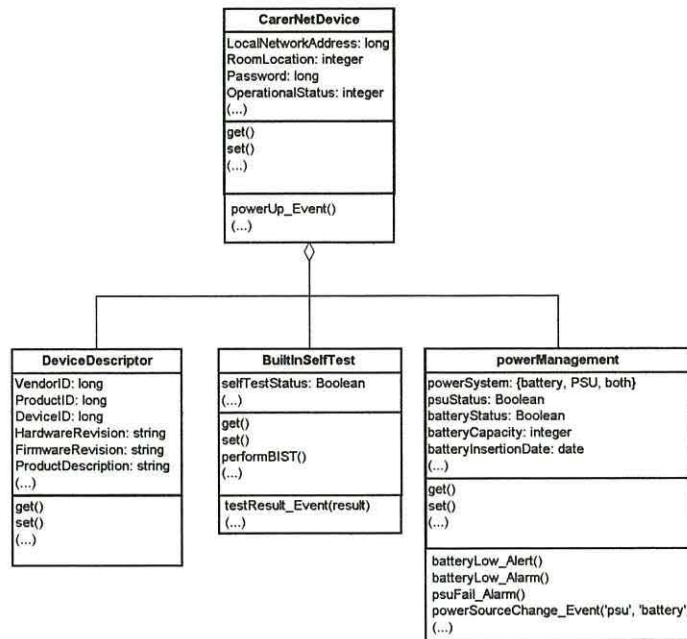 CarerNetDevice
LocalNetworkAddress: long
RoomLocation: integer
Password: long
OperationalStatus: integer
(...)
get()
set()
(...)
powerUp_Event()
(...)
DeviceDescriptor
VendorID: long
ProductID: long
DeviceID: long
HardwareRevision: string
FirmwareRevision: string
ProductDescription: string
(...)
get()
set()
(...)
BuiltInSelfTest
selfTestStatus: Boolean
(...)
get()
set()
performBIST()
(...)
testResult_Event(result)
(...)
powerManagement
powerSystem: {battery, PSU, both}
psuStatus: Boolean
batteryStatus: Boolean
batteryCapacity: integer
batteryInsertionDate: date
(...)
get()
set()
(...)
batteryLow_Alert()
batteryLow_Alarm()
psuFail_Alarm()
powerSourceChange_Event('psu', 'battery'
(...)